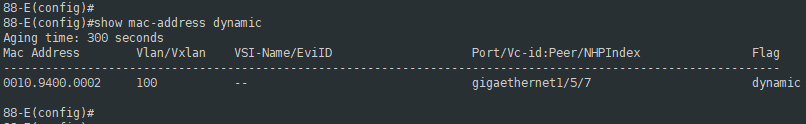 88-E(config)#
88-E(config)#show mac-address dynamic
Aging time: 300 seconds
Mac Address       Vlan/Vxlan    VSI-Name/EviID                    Port/Vc-id:Peer/NHPIndex                Flag
--------------------------------------------------------------------------------------------------------------
0010.9400.0002    100           --                                gigaethernet1/5/7                       dynamic
88-E(config)#